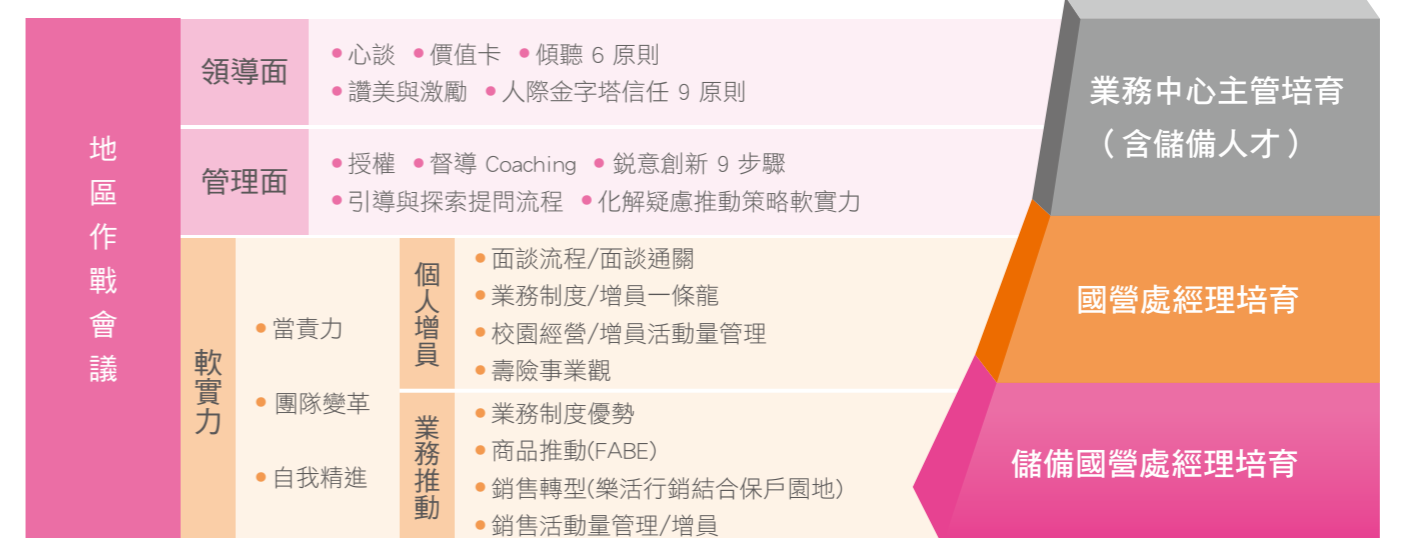 地區作戰會議
領導面
●心談 ●價值卡 ●傾聽 6 原則
●讚美與激勵 ●人際金字塔信任 9 原則
管理面
●授權 ●督導 Coaching ●銳意創新 9 步驟
●引導與探索提問流程 ●化解疑慮推動策略軟實力
軟實力
●當責力
●團隊變革
●自我精進
個人增員
●面談流程/面談通關
●業務制度/增員一條龍
●校園經營/增員活動量管理
●壽險事業觀
業務推動
●業務制度優勢
●商品推動(FABE)
●銷售轉型(樂活行銷結合保戶園地)
●銷售活動量管理/增員
業務中心主管培育
（含儲備人才）
國營處經理培育
儲備國營處經理培育